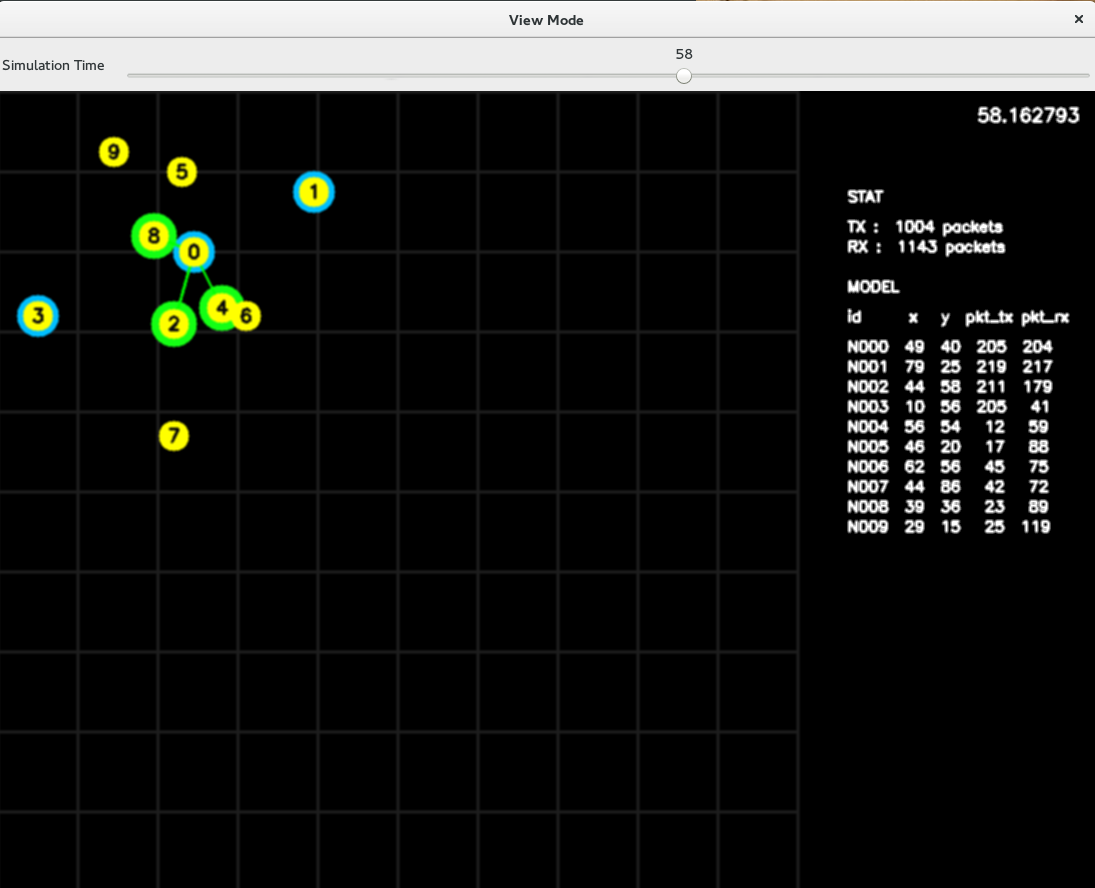 View Mode
×
58
Simulation Time
58.162793
9
5
1
8
0
3
2
4
6
7
STAT
TX : 1004 packets
RX : 1143 packets
MODEL
id x y pkt_tx pkt_rx
N000 49 40 205 204
N001 79 25 219 217
N002 44 58 211 179
N003 10 56 205 41
N004 56 54 12 59
N005 46 20 17 88
N006 62 56 45 75
N007 44 86 42 72
N008 39 36 23 89
N009 29 15 25 119